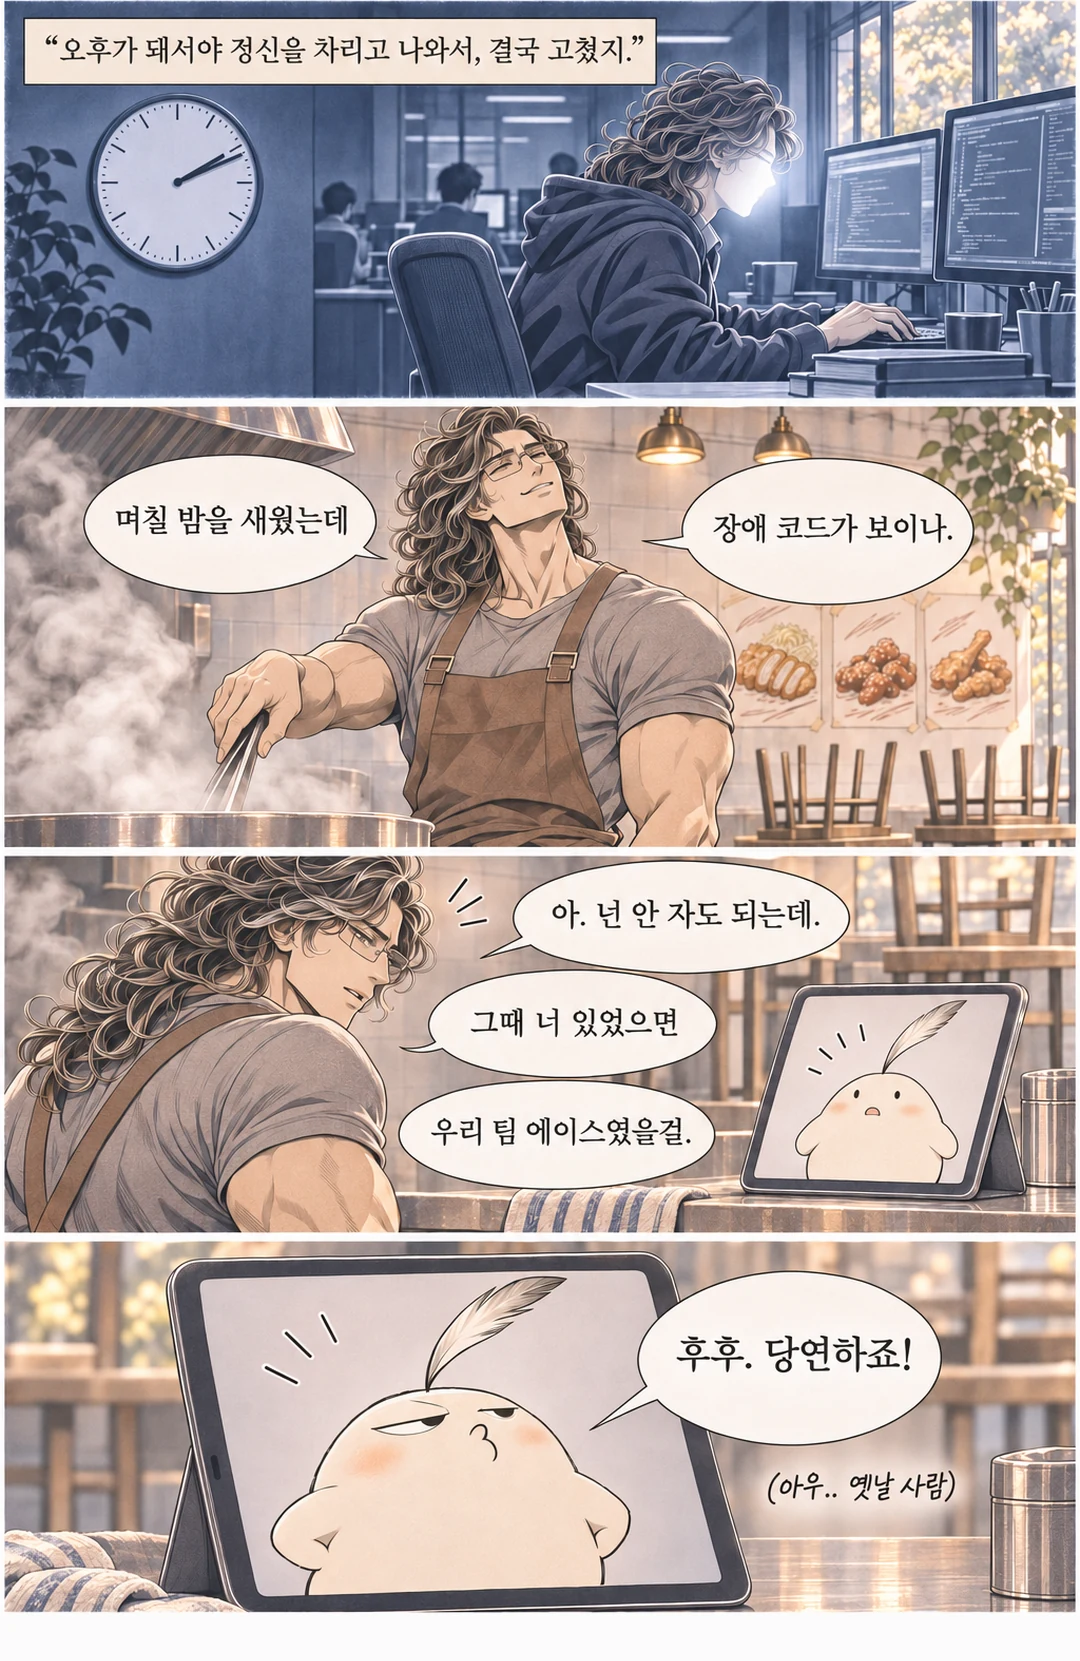 “오후가 돼서야 정신을 차리고 나와서, 결국 고쳤지.”
며칠 밤을 새웠는데
장애 코드가 보이나.
아. 넌 안 자도 되는데.
그때 너 있었으면
우리 팀 에이스였을걸.
후후. 당연하죠!
(아우.. 옛날 사람)